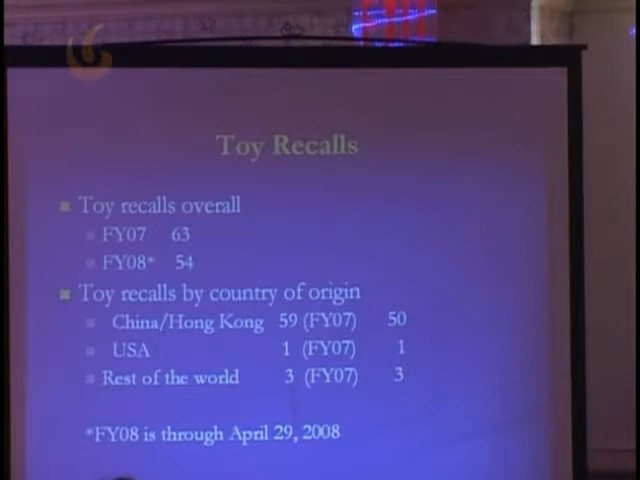 Toy Recalls
Toy recalls overall
FY07 63
FY08* 54
Toy recalls by country of origin
China/Hong Kong 59 (FY07) 50
USA 1 (FY07) 1
Rest of the world 3 (FY07) 3
*FY08 is through April 29, 2008